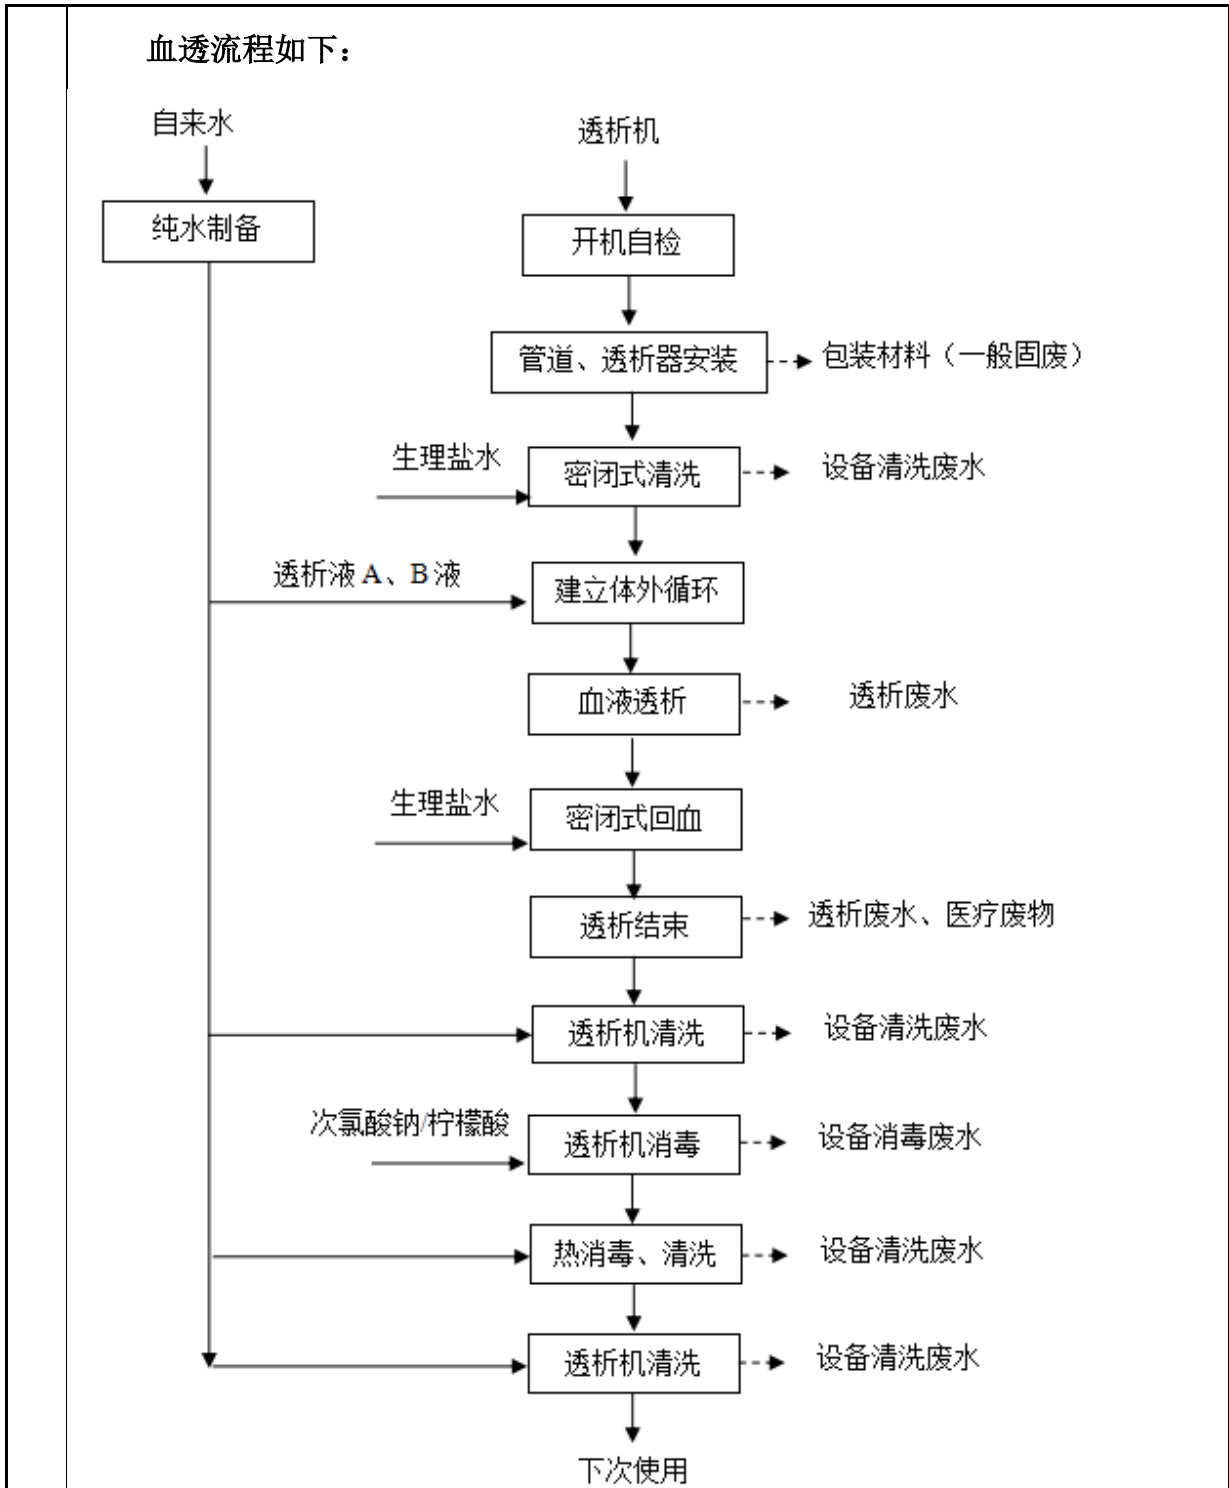 血透流程如下：
自来水
透析机
纯水制备
开机自检
管道、透析器安装
包装材料（一般固废）
生理盐水
密闭式清洗
设备清洗废水
透析液 A、B 液
建立体外循环
血液透析
透析废水
生理盐水
密闭式回血
透析结束
透析废水、医疗废物
透析机清洗
设备清洗废水
次氯酸钠/柠檬酸
透析机消毒
设备消毒废水
热消毒、清洗
设备清洗废水
透析机清洗
设备清洗废水
下次使用